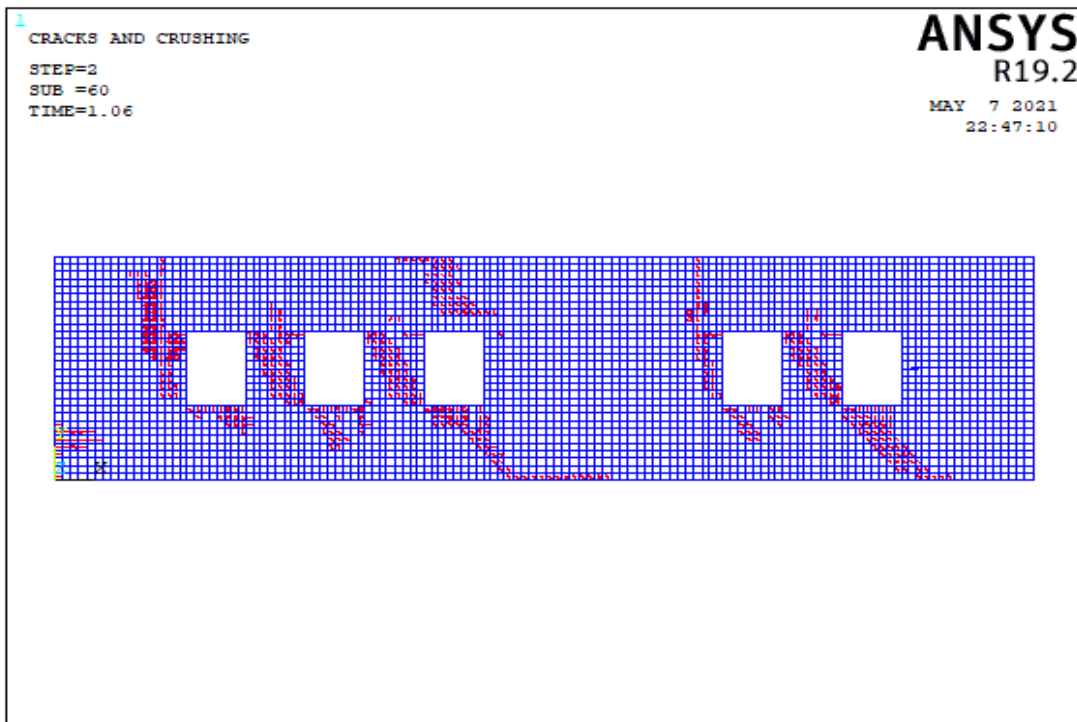 1
CRACKS AND CRUSHING
STEP=2
SUB =60
TIME=1.06
ANSYS
R19.2
MAY 7 2021
22:47:10
X